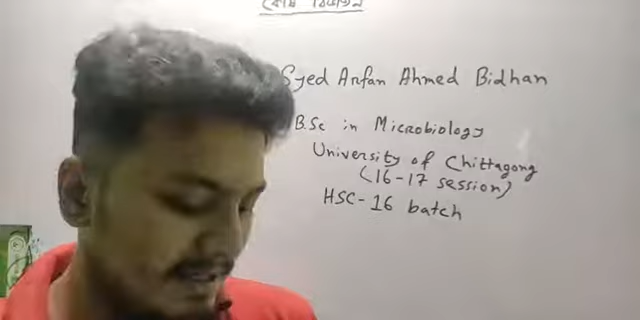 Syed Arfan Ahmed Bidhan
B.Sc in Microbiology
University of Chittagong
(16-17 session)
HSC-16 batch